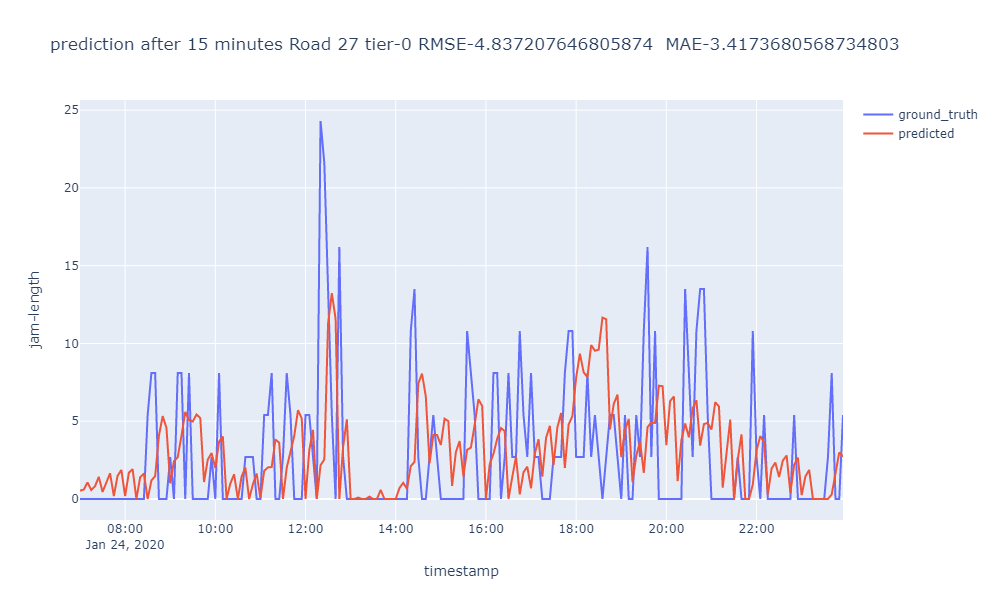 prediction after 15 minutes Road 27 tier-0 RMSE-4.837207646805874  MAE-3.4173680568734803
ground_truth
predicted
25
20
15
10
5
0
jam-length
08:00 10:00 12:00 14:00 16:00 18:00 20:00 22:00
Jan 24, 2020
timestamp